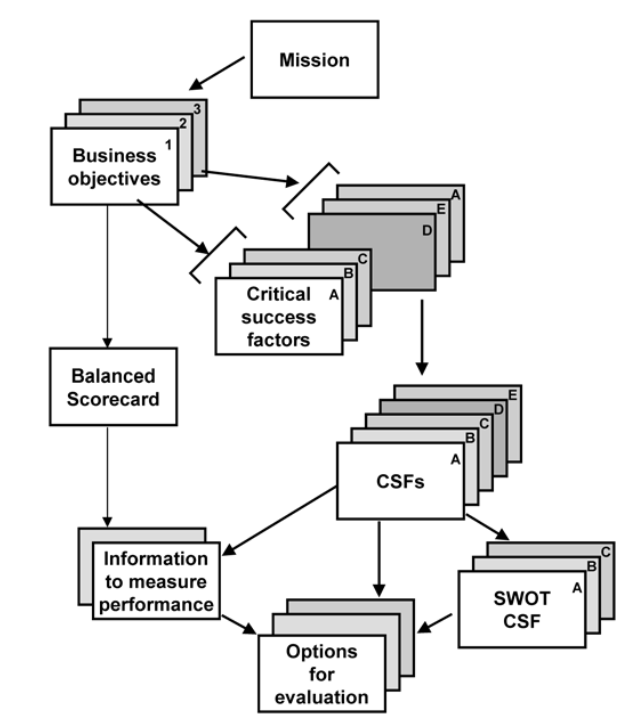 Mission
3
2
1
Business
objectives
A
E
D
C
B
A
Critical
success
factors
Balanced
Scorecard
E
D
C
B
A
CSFs
Information
to measure
performance
C
B
A
SWOT
CSF
Options
for
evaluation